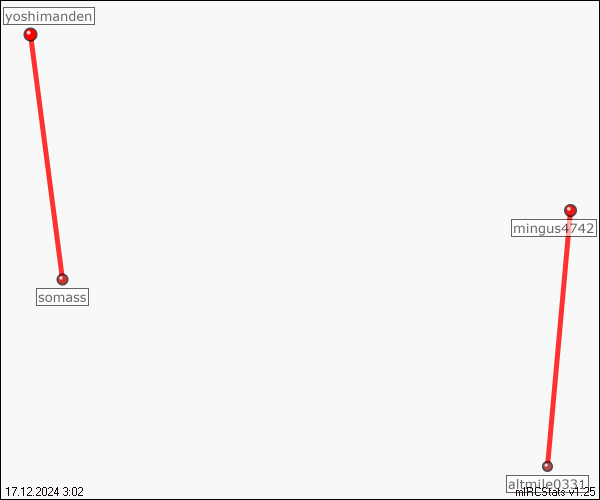 yoshimanden
mingus4742
somass
altmile0331
17.12.2024 3:02
mIRCStats v1.25